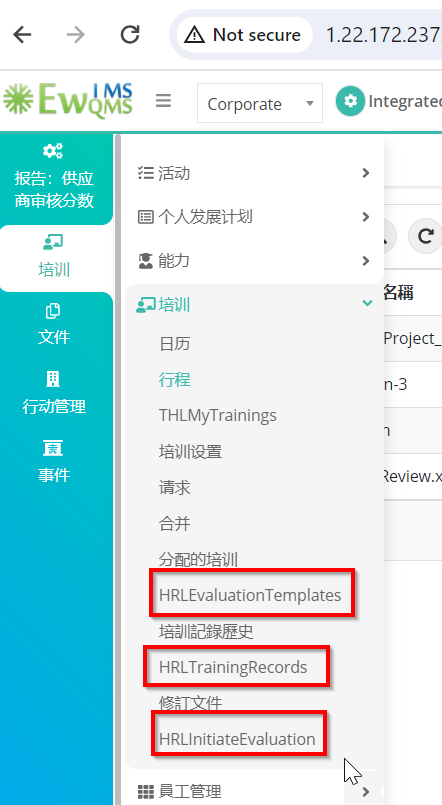 Not secure
1.22.172.237
EwIMS
QMS
Corporate
Integrated
报告：供应
商审核分数
培训
文件
行动管理
事件
活动
个人发展计划
能力
培训
日历
行程
THLMyTrainings
培训设置
请求
合并
分配的培训
HRLEvaluationTemplates
培訓記錄歷史
HRLTrainingRecords
修訂文件
HRLInitiateEvaluation
員工管理
名稱
Project_
n-3
n
Review.x